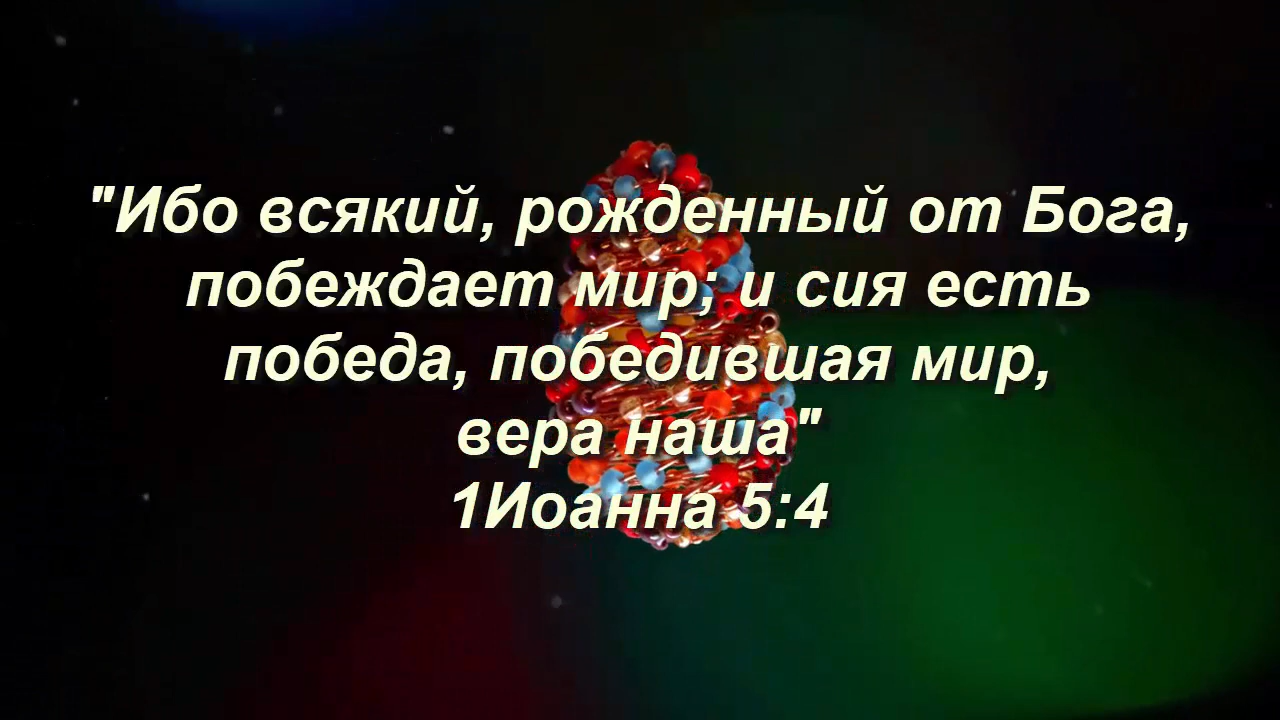 "Ибо всякий, рожденный от Бога,
побеждает мир; и сия есть
победа, победившая мир,
вера наша"
1Иоанна 5:4